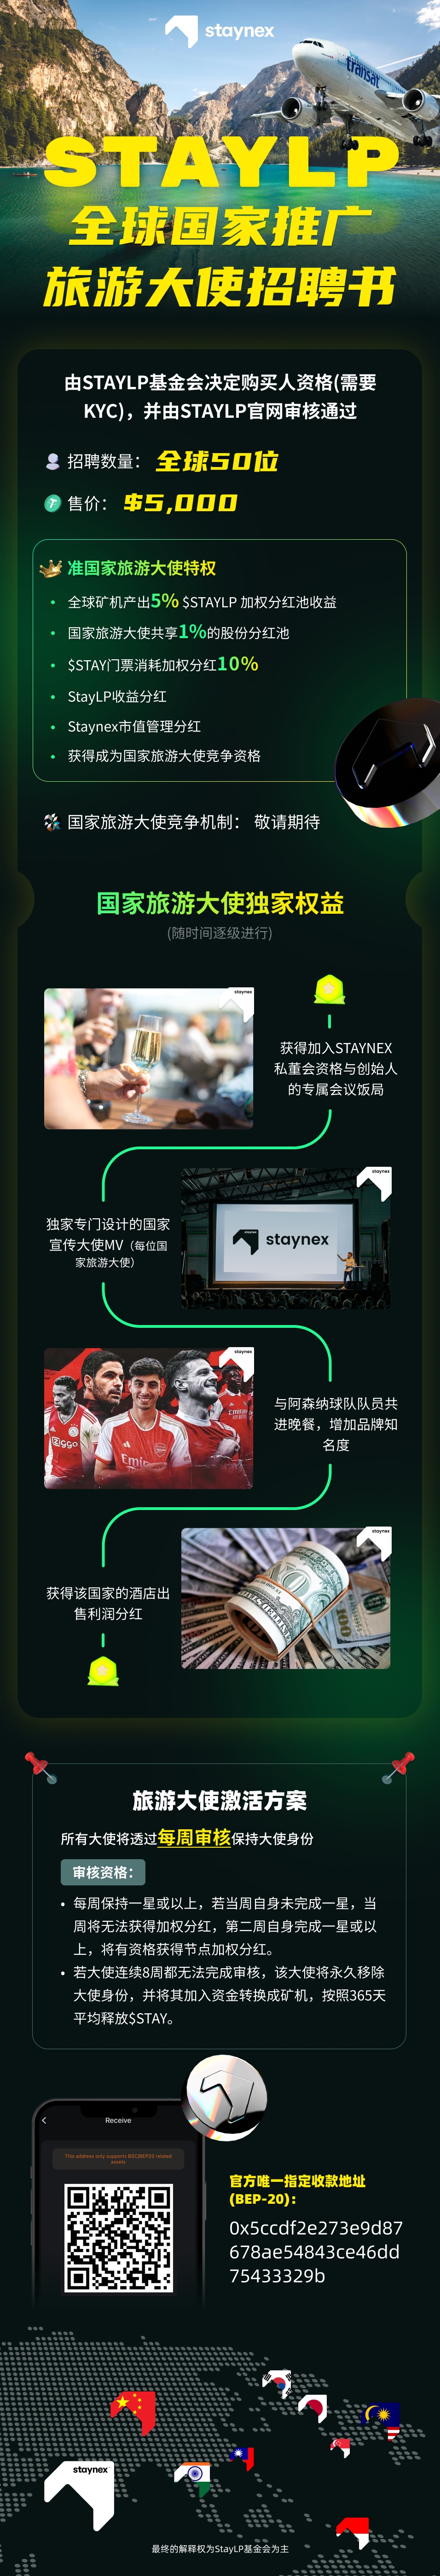 staynex
transat
STAYLP
全球国家推广
旅游大使招聘书
由STAYLP基金会决定购买人资格(需要
KYC)，并由STAYLP官网审核通过
招聘数量： 全球50位
售价： $5,000
准国家旅游大使特权
全球矿机产出5% $STAYLP 加权分红池收益
国家旅游大使共享1%的股份分红池
$STAY门票消耗加权分红10%
StayLP收益分红
Staynex市值管理分红
获得成为国家旅游大使竞争资格
国家旅游大使竞争机制： 敬请期待
国家旅游大使独家权益
(随时间逐级进行)
staynex
获得加入STAYNEX
私董会资格与创始人
的专属会议饭局
独家专门设计的国家
宣传大使MV（每位国
家旅游大使）
staynex
staynex
staynex
Ziggo
Emirates
与阿森纳球队队员共
进晚餐，增加品牌知
名度
获得该国家的酒店出
售利润分红
staynex
旅游大使激活方案
所有大使将透过每周审核保持大使身份
审核资格：
每周保持一星或以上，若当周自身未完成一星，当
周将无法获得加权分红，第二周自身完成一星或以
上，将有资格获得节点加权分红。
若大使连续8周都无法完成审核，该大使将永久移除
大使身份，并将其加入资金转换成矿机，按照365天
平均释放$STAY。
Receive
This address only supports BSC/BEP20 related
assets
官方唯一指定收款地址
(BEP-20)：
0x5ccdf2e273e9d87
678ae54843ce46dd
75433329b
staynex
最终的解释权为StayLP基金会为主